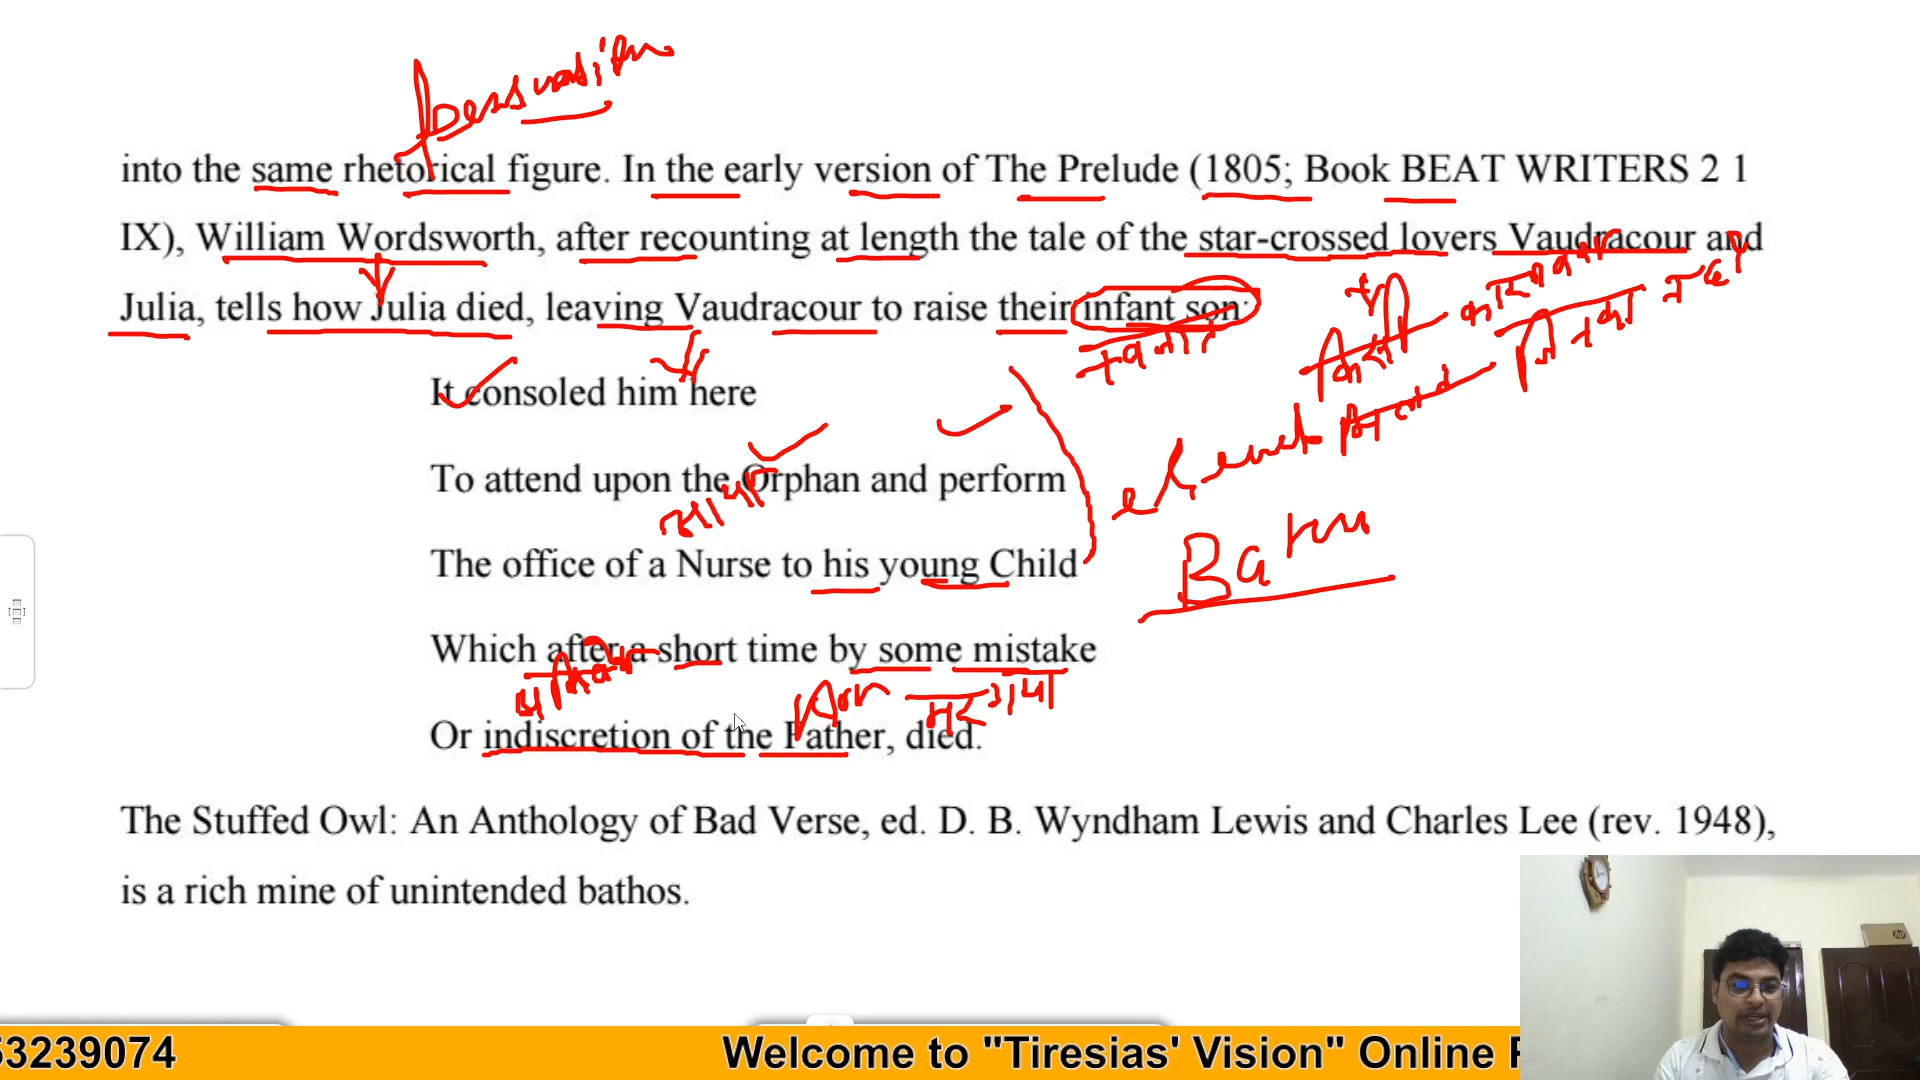 persuation
into the same rhetorical figure. In the early version of The Prelude (1805; Book BEAT WRITERS 2 1
IX), William Wordsworth, after recounting at length the tale of the star-crossed lovers Vaudracour and
Julia, tells how Julia died, leaving Vaudracour to raise their infant son:
It consoled him here
To attend upon the Orphan and perform
The office of a Nurse to his young Child
Which after a short time by some mistake
Or indiscretion of the Father, died.
The Stuffed Owl: An Anthology of Bad Verse, ed. D. B. Wyndham Lewis and Charles Lee (rev. 1948),
is a rich mine of unintended bathos.
53239074 Welcome to "Tiresias' Vision" Online